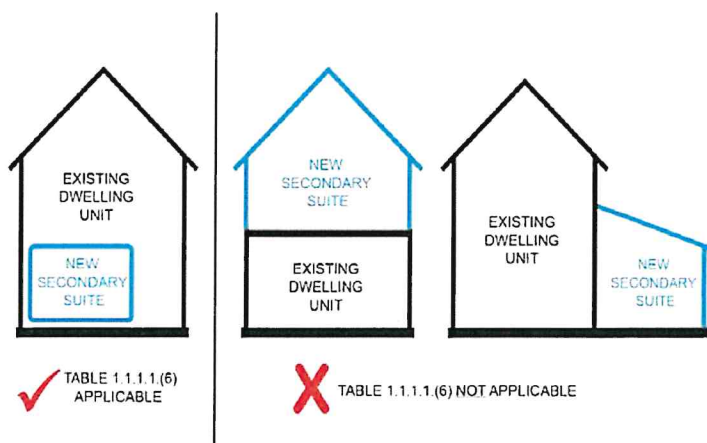 EXISTING
DWELLING
UNIT
NEW
SECONDARY
SUITE
TABLE 1.1.1.1.(6)
APPLICABLE
NEW
SECONDARY
SUITE
EXISTING
DWELLING
UNIT
EXISTING
DWELLING
UNIT
NEW
SECONDARY
SUITE
TABLE 1.1.1.1.(6) NOT APPLICABLE